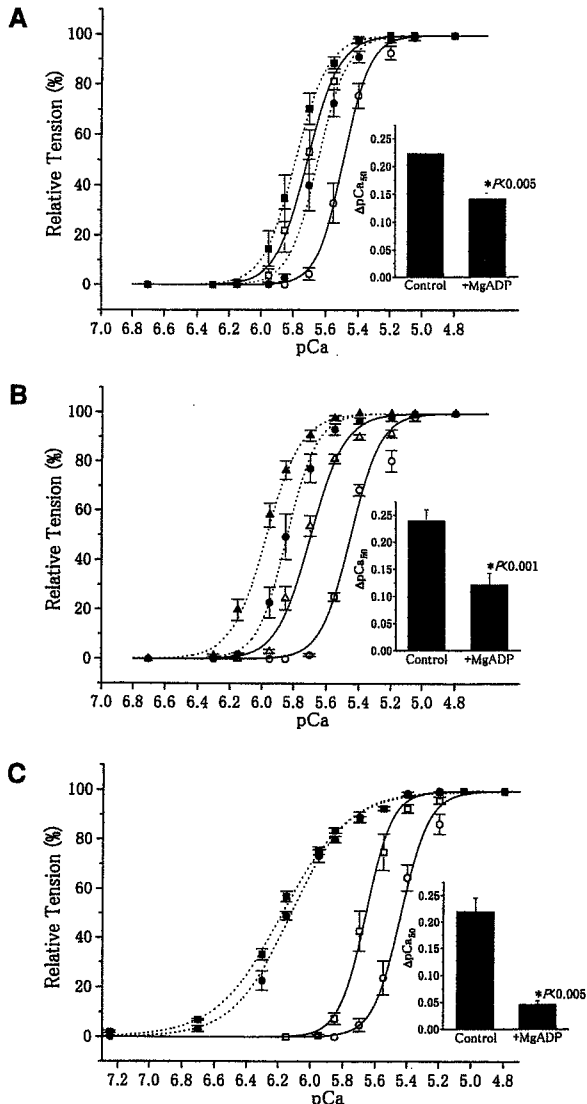 A
Relative Tension (%)
100
80
60
40
20
0
7.0 6.8 6.6 6.4 6.2 6.0 5.8 5.6 5.4 5.2 5.0 4.8
pCa
ΔpCa50
0.25
0.20
0.15
0.10
0.05
0.00
*P<0.005
Control +MgADP
B
Relative Tension (%)
100
80
60
40
20
0
7.0 6.8 6.6 6.4 6.2 6.0 5.8 5.6 5.4 5.2 5.0 4.8
pCa
ΔpCa50
0.25
0.20
0.15
0.10
0.05
0.00
*P<0.001
Control +MgADP
C
Relative Tension (%)
100
80
60
40
20
0
7.2 7.0 6.8 6.6 6.4 6.2 6.0 5.8 5.6 5.4 5.2 5.0 4.8
pCa
ΔpCa50
0.25
0.20
0.15
0.10
0.05
0.00
*P<0.005
Control +MgADP